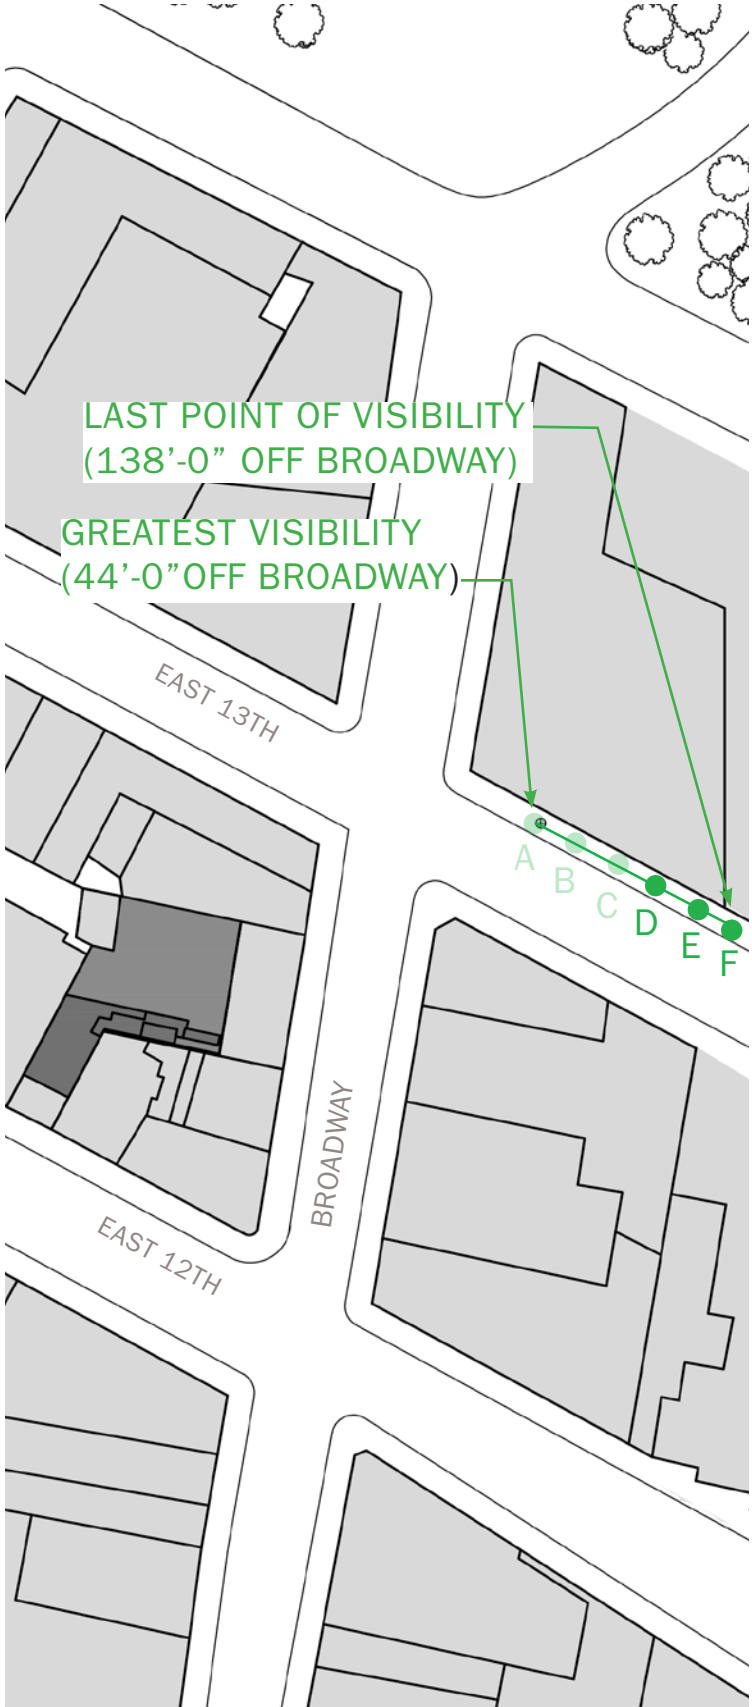 LAST POINT OF VISIBILITY
(138’-0” OFF BROADWAY)
GREATEST VISIBILITY
(44’-0”OFF BROADWAY)
EAST 13TH
A
B
C
D
E
F
BROADWAY
EAST 12TH